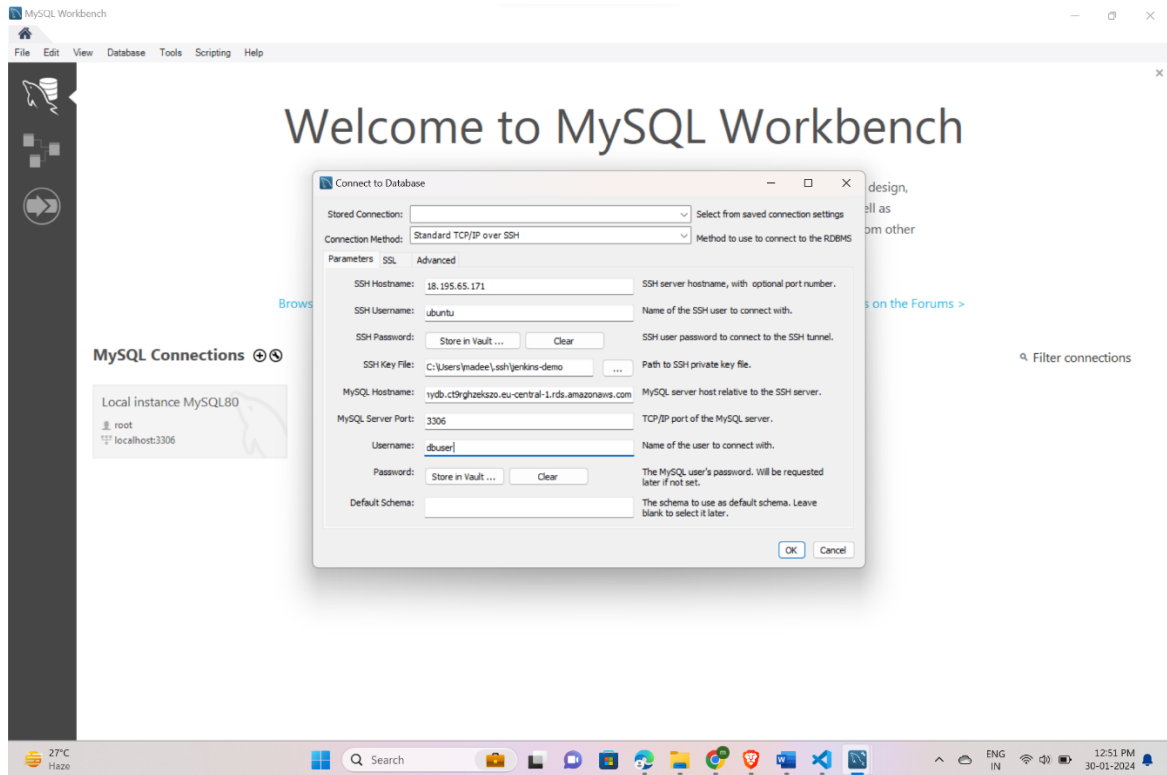 MySQL Workbench
File Edit View Database Tools Scripting Help
Welcome to MySQL Workbench
design,
ell as
om other
Brows
s on the Forums >
MySQL Connections
Filter connections
Local instance MySQL80
root
localhost:3306
Connect to Database
Stored Connection: Select from saved connection settings
Connection Method: Standard TCP/IP over SSH Method to use to connect to the RDBMS
Parameters SSL Advanced
SSH Hostname: 18.195.65.171 SSH server hostname, with optional port number.
SSH Username: ubuntu Name of the SSH user to connect with.
SSH Password: Store in Vault ... Clear SSH user password to connect to the SSH tunnel.
SSH Key File: C:\Users\madee\.ssh\jenkins-demo ... Path to SSH private key file.
MySQL Hostname: nydb.ct9rghzekszo.eu-central-1.rds.amazonaws.com MySQL server host relative to the SSH server.
MySQL Server Port: 3306 TCP/IP port of the MySQL server.
Username: dbuser Name of the user to connect with.
Password: Store in Vault ... Clear The MySQL user's password. Will be requested
later if not set.
Default Schema: The schema to use as default schema. Leave
blank to select it later.
OK Cancel
27°C
Haze
Search
ENG
IN
12:51 PM
30-01-2024